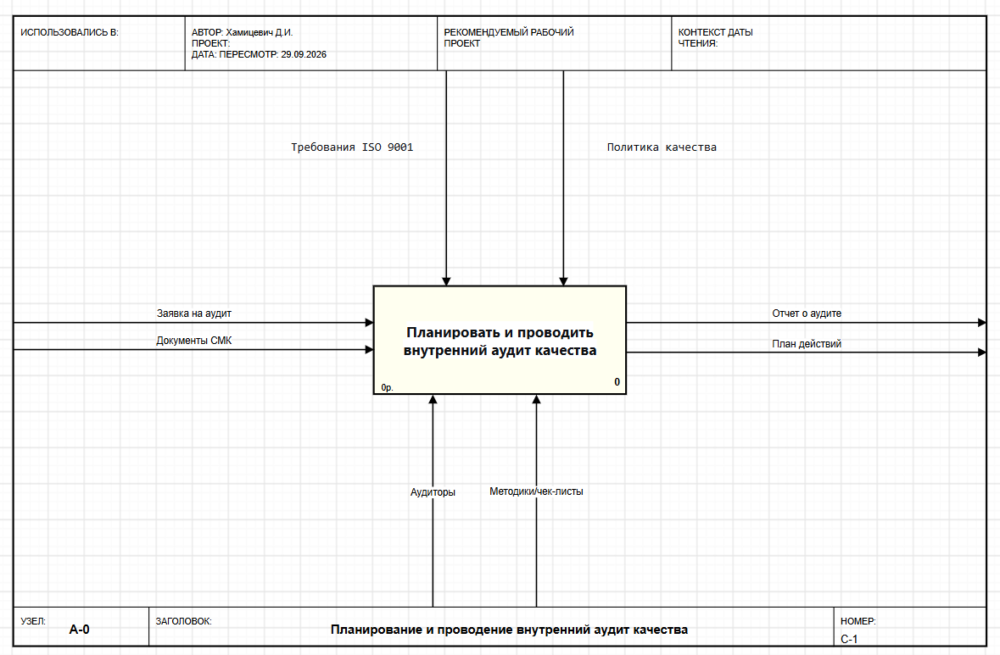 ИСПОЛЬЗОВАЛИСЬ В:
АВТОР: Хамицевич Д.И.
ПРОЕКТ:
ДАТА: ПЕРЕСМОТР: 29.09.2026
РЕКОМЕНДУЕМЫЙ РАБОЧИЙ
ПРОЕКТ
КОНТЕКСТ ДАТЫ
ЧТЕНИЯ:
Требования ISO 9001
Политика качества
Заявка на аудит
Документы СМК
Планировать и проводить
внутренний аудит качества
0р.
0
Отчет о аудите
План действий
Аудиторы
Методики/чек-листы
УЗЕЛ:
А-0
ЗАГОЛОВОК:
Планирование и проводение внутренний аудит качества
НОМЕР:
С-1